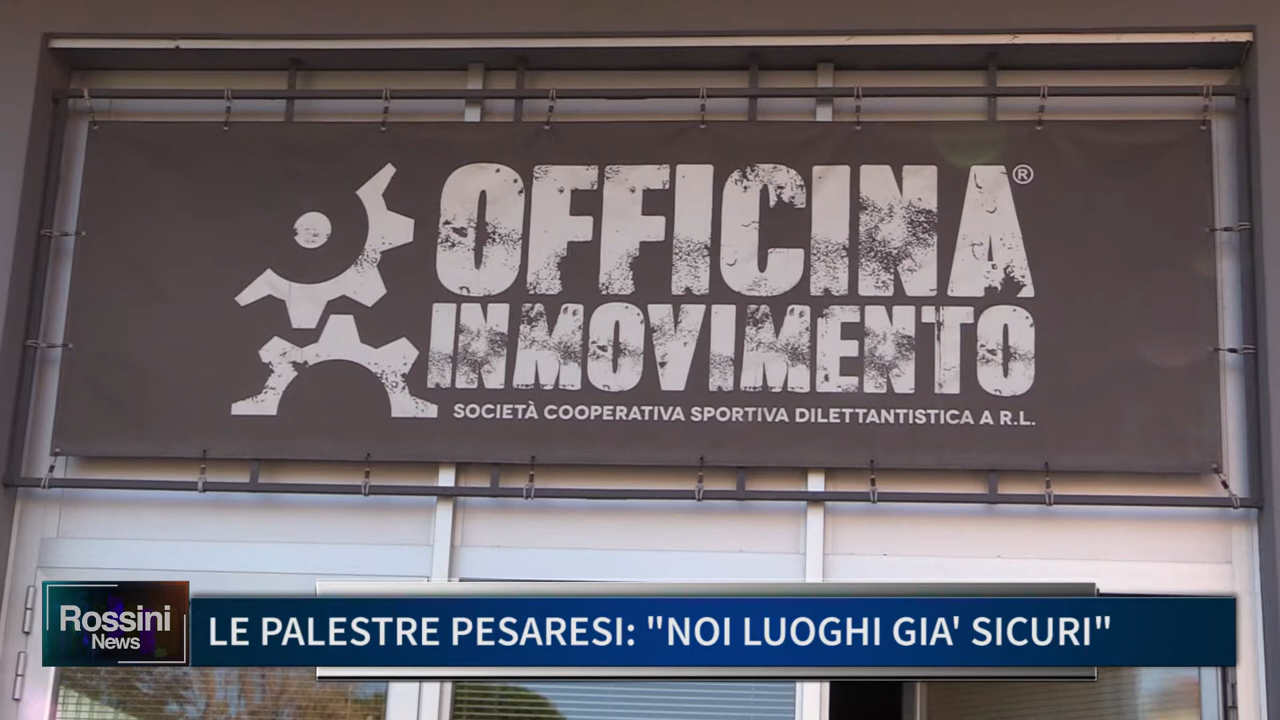 OFFICINA®
INMOVIMENTO
SOCIETÀ COOPERATIVA SPORTIVA DILETTANTISTICA A R.L.
Rossini
News
LE PALESTRE PESARESI: "NOI LUOGHI GIA' SICURI"